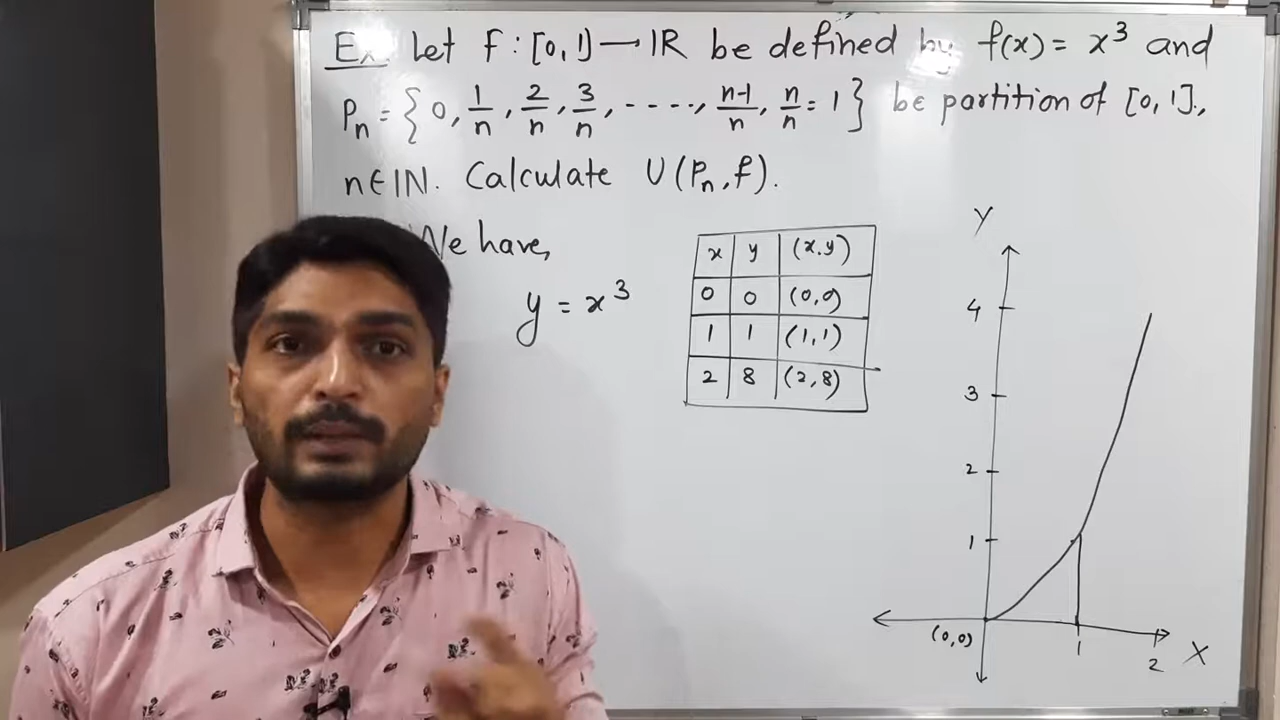 Ex. Let f : [0, 1] → IR be defined by f(x) = x³ and
Pn = { 0, 1/n, 2/n, 3/n, ----, n-1/n, n/n = 1 } be partition of [0, 1],
n∈IN. Calculate U(Pn, f).
We have,
y = x³
x y (x,y)
0 0 (0,0)
1 1 (1,1)
2 8 (2,8)
Y
4
3
2
1
(0,0)
1
2
X